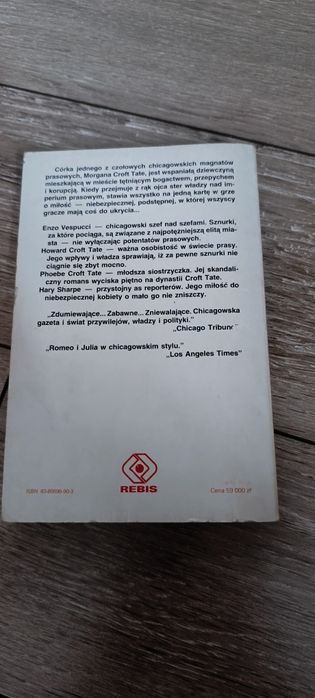 Córka jednego z czołowych chicagowskich magnatów
prasowych, Morgana Croft Tate, jest wspaniałą dziewczyną
mieszkającą w mieście tętniącym bogactwem, przepychem
i korupcją. Kiedy przejmuje z rąk ojca ster władzy nad im-
perium prasowym, stawia wszystko na jedną kartę w grze
o miłość — niebezpiecznej, podstępnej, w której wszyscy
gracze mają coś do ukrycia...
Enzo Vespucci — chicagowski szef nad szefami. Sznurki,
za które pociąga, są związane z najpotężniejszą elitą mia-
sta — nie wyłączając potentatów prasowych.
Howard Croft Tate — ważna osobistość w świecie prasy.
Jego wpływy i władza sprawiają, iż za pewne sznurki nie
ciągnie się zbyt mocno.
Phoebe Croft Tate — młodsza siostrzyczka. Jej skandali-
czny romans wyciska piętno na dynastii Croft Tate.
Hary Sharpe — przystojny as reporterów. Jego miłość do
niebezpiecznej kobiety o mało go nie zniszczy.
„Zdumiewające... Zabawne... Zniewalające. Chicagowska
gazeta i świat przywilejów, władzy i polityki."
„Chicago Tribune
„Romeo i Julia w chicagowskim stylu."
„Los Angeles Times"
REBIS
ISBN
Cena 59 000 zł